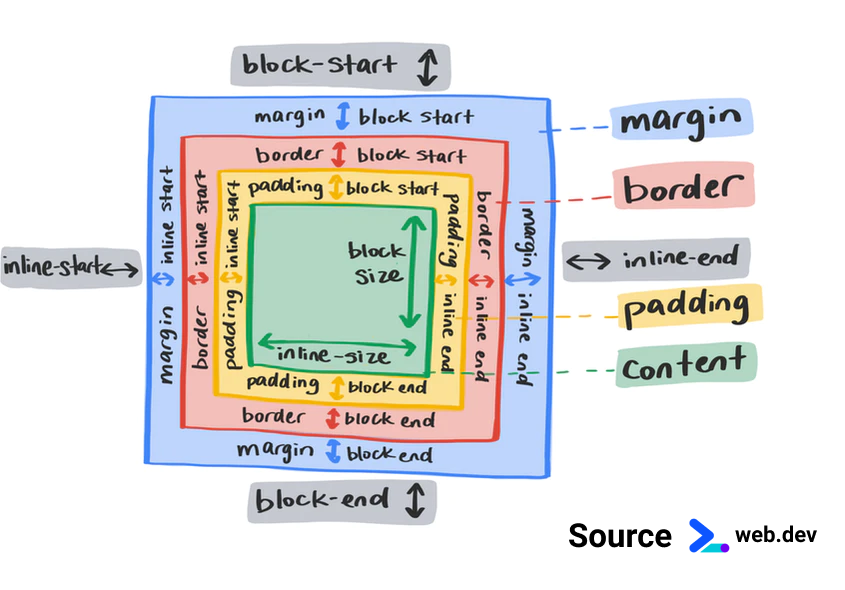 block-start
margin block start
border block start
padding block start
margin inline start
border inline start
padding inline start
block
size
inline-size
padding inline end
border inline end
margin inline end
padding block end
border block end
margin block end
inline-start
inline-end
block-end
margin
border
padding
content
Source web.dev